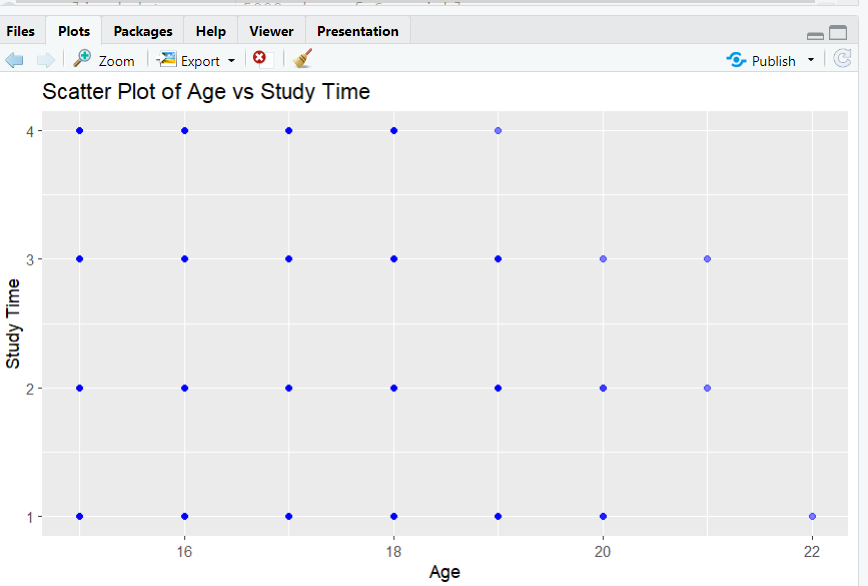 Files Plots Packages Help Viewer Presentation
Zoom Export Publish
Scatter Plot of Age vs Study Time
4
3
2
1
Study Time
16 18 20 22
Age